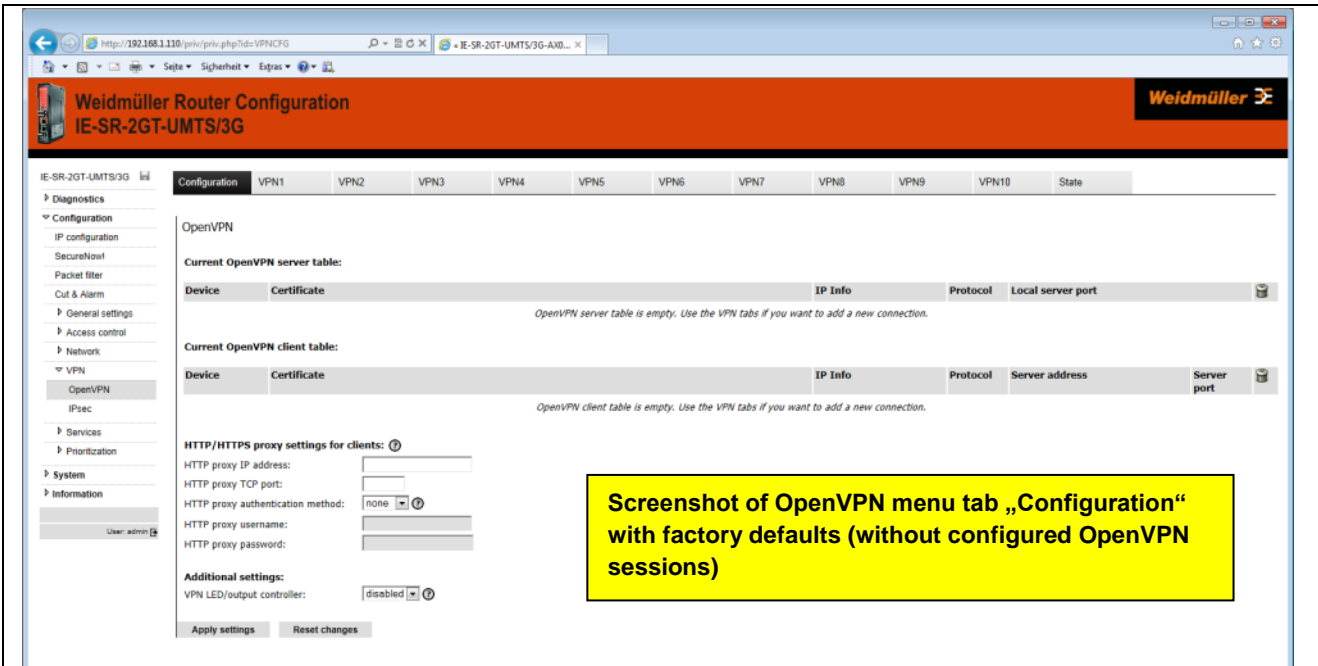 http://192.168.1.110/priv/priv.php?id=VPNCFG
« IE-SR-2GT-UMTS/3G-AX0...
Seite Sicherheit Extras
Weidmüller Router Configuration
IE-SR-2GT-UMTS/3G
Weidmüller
IE-SR-2GT-UMTS/3G
Diagnostics
Configuration
IP configuration
SecureNow!
Packet filter
Cut & Alarm
General settings
Access control
Network
VPN
OpenVPN
IPsec
Services
Prioritization
System
Information
User: admin
Configuration VPN1 VPN2 VPN3 VPN4 VPN5 VPN6 VPN7 VPN8 VPN9 VPN10 State
OpenVPN
Current OpenVPN server table:
Device Certificate IP Info Protocol Local server port
OpenVPN server table is empty. Use the VPN tabs if you want to add a new connection.
Current OpenVPN client table:
Device Certificate IP Info Protocol Server address Server port
OpenVPN client table is empty. Use the VPN tabs if you want to add a new connection.
HTTP/HTTPS proxy settings for clients: ?
HTTP proxy IP address:
HTTP proxy TCP port:
HTTP proxy authentication method: none ?
HTTP proxy username:
HTTP proxy password:
Additional settings:
VPN LED/output controller: disabled ?
Apply settings Reset changes
Screenshot of OpenVPN menu tab „Configuration“
with factory defaults (without configured OpenVPN
sessions)